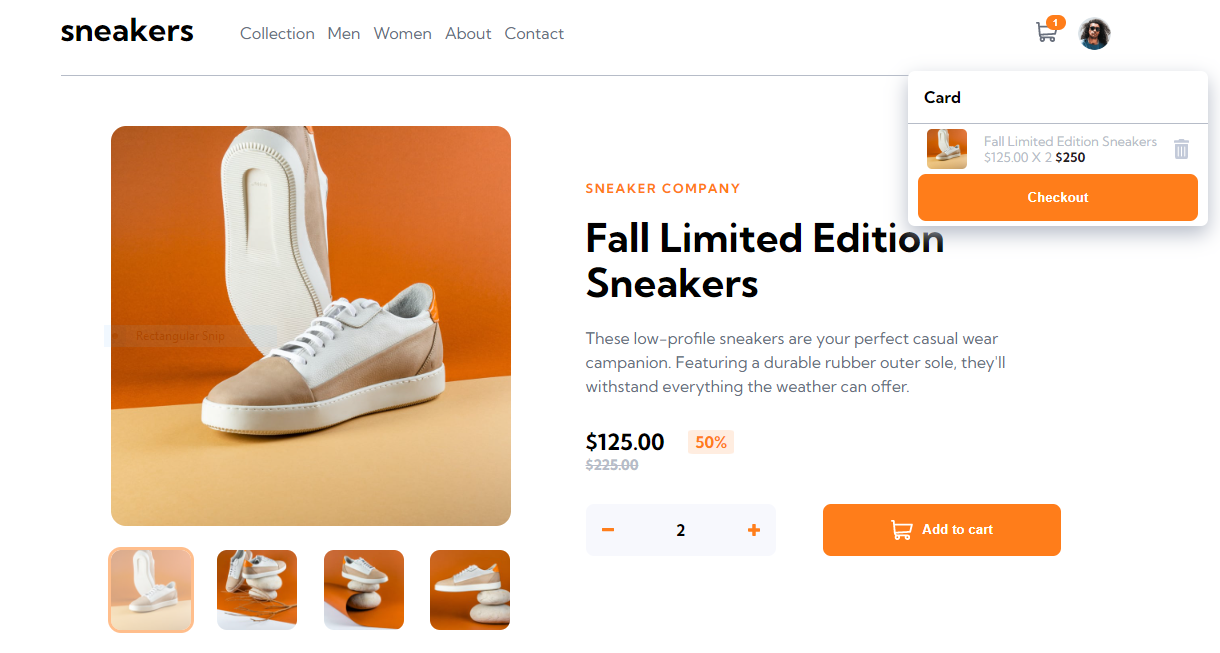 sneakers
Collection Men Women About Contact
1
Card
Fall Limited Edition Sneakers
$125.00 X 2 $250
Checkout
SNEAKER COMPANY
Fall Limited Edition
Sneakers
Rectangular Snip
These low-profile sneakers are your perfect casual wear
campanion. Featuring a durable rubber outer sole, they'll
withstand everything the weather can offer.
$125.00 50%
$225.00
2
Add to cart